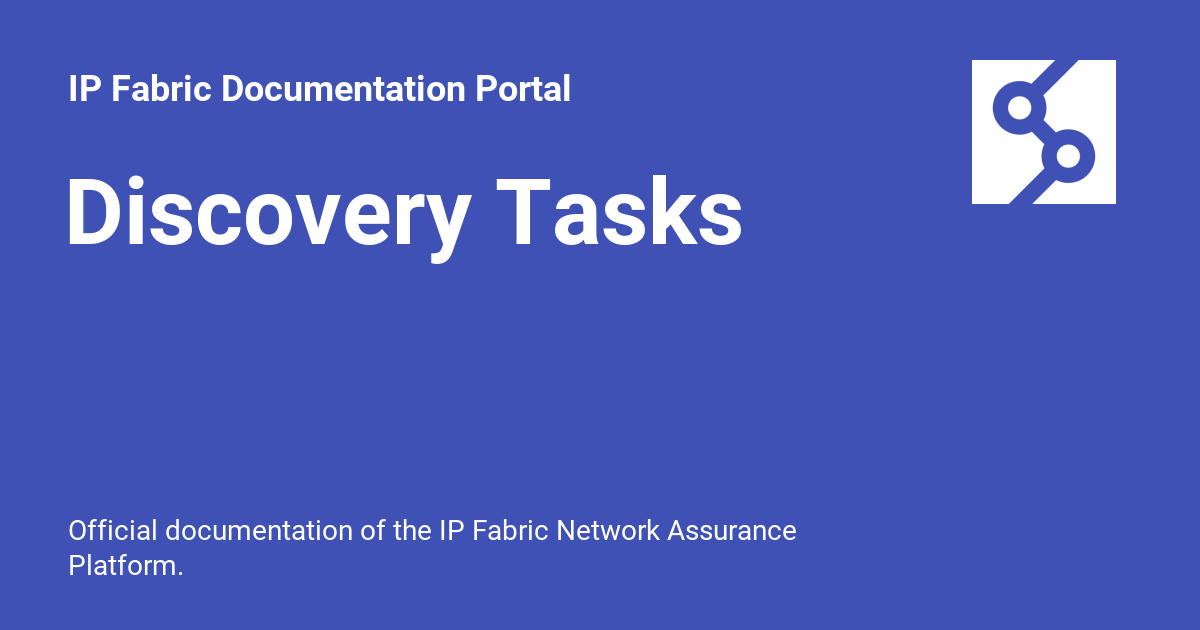 IP Fabric Documentation Portal
Discovery Tasks
Official documentation of the IP Fabric Network Assurance
Platform.